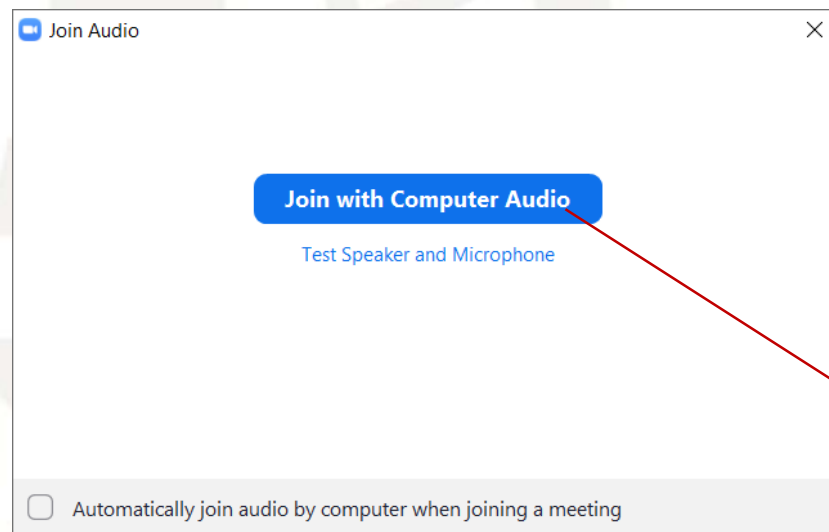 Join Audio
Join with Computer Audio
Test Speaker and Microphone
Automatically join audio by computer when joining a meeting